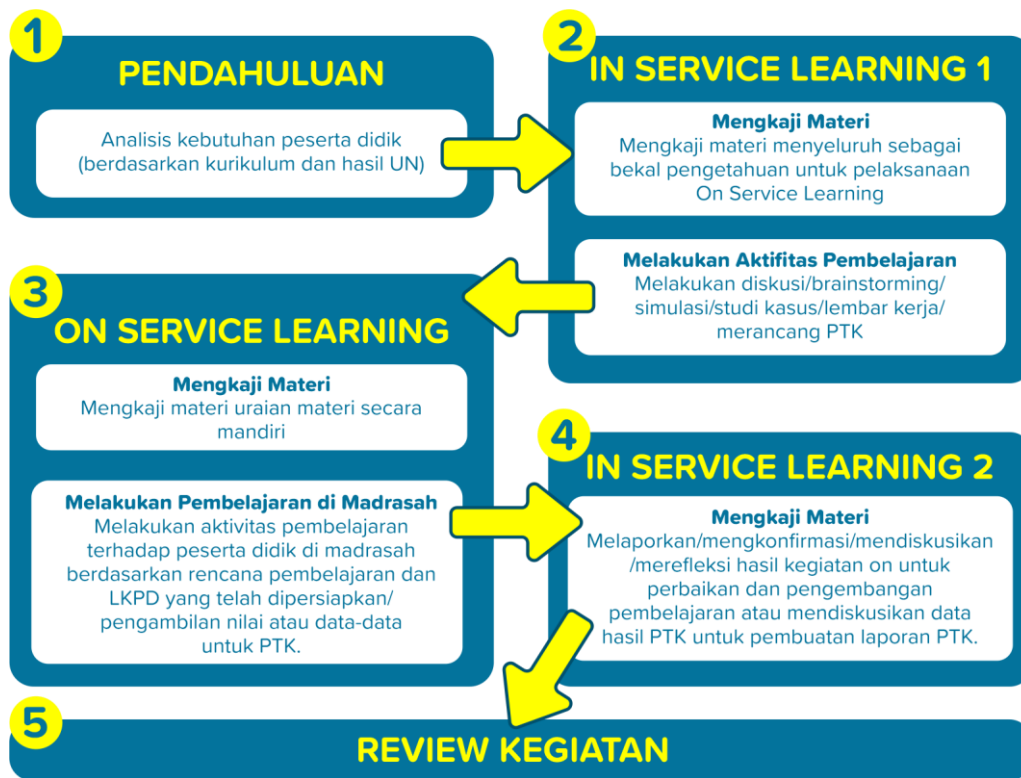 1
PENDAHULUAN
Analisis kebutuhan peserta didik
(berdasarkan kurikulum dan hasil UN)
2
IN SERVICE LEARNING 1
Mengkaji Materi
Mengkaji materi menyeluruh sebagai
bekal pengetahuan untuk pelaksanaan
On Service Learning
Melakukan Aktifitas Pembelajaran
Melakukan diskusi/brainstorming/
simulasi/studi kasus/lembar kerja/
merancang PTK
3
ON SERVICE LEARNING
Mengkaji Materi
Mengkaji materi uraian materi secara
mandiri
Melakukan Pembelajaran di Madrasah
Melakukan aktivitas pembelajaran
terhadap peserta didik di madrasah
berdasarkan rencana pembelajaran dan
LKPD yang telah dipersiapkan/
pengambilan nilai atau data-data
untuk PTK.
4
IN SERVICE LEARNING 2
Mengkaji Materi
Melaporkan/mengkonfirmasi/mendiskusikan
/merefleksi hasil kegiatan on untuk
perbaikan dan pengembangan
pembelajaran atau mendiskusikan data
hasil PTK untuk pembuatan laporan PTK.
5
REVIEW KEGIATAN